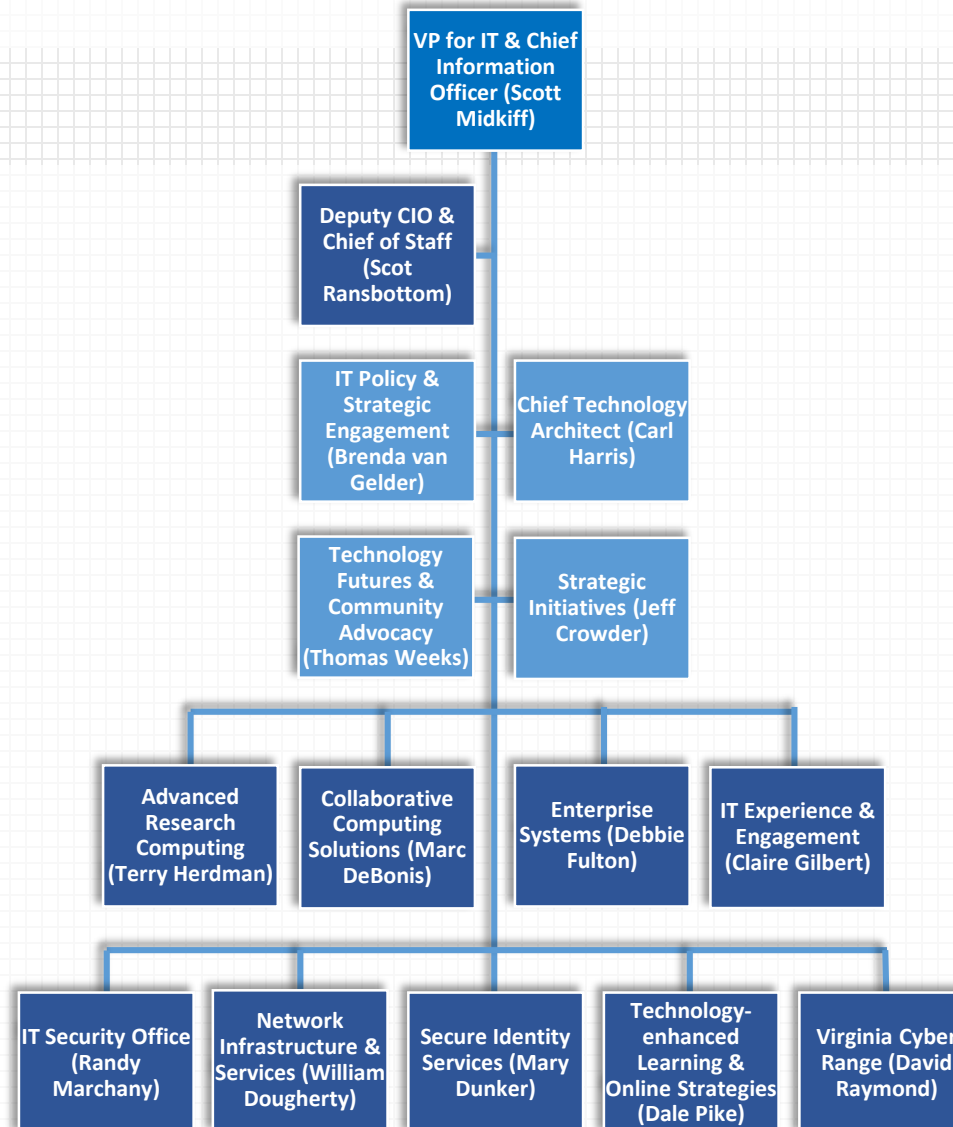 VP for IT & Chief
Information
Officer (Scott
Midkiff)
Deputy CIO &
Chief of Staff
(Scot
Ransbottom)
IT Policy &
Strategic
Engagement
(Brenda van
Gelder)
Chief Technology
Architect (Carl
Harris)
Technology
Futures &
Community
Advocacy
(Thomas Weeks)
Strategic
Initiatives (Jeff
Crowder)
Advanced
Research
Computing
(Terry Herdman)
Collaborative
Computing
Solutions (Marc
DeBonis)
Enterprise
Systems (Debbie
Fulton)
IT Experience &
Engagement
(Claire Gilbert)
IT Security Office
(Randy
Marchany)
Network
Infrastructure &
Services (William
Dougherty)
Secure Identity
Services (Mary
Dunker)
Technology-
enhanced
Learning &
Online Strategies
(Dale Pike)
Virginia Cyber
Range (David
Raymond)